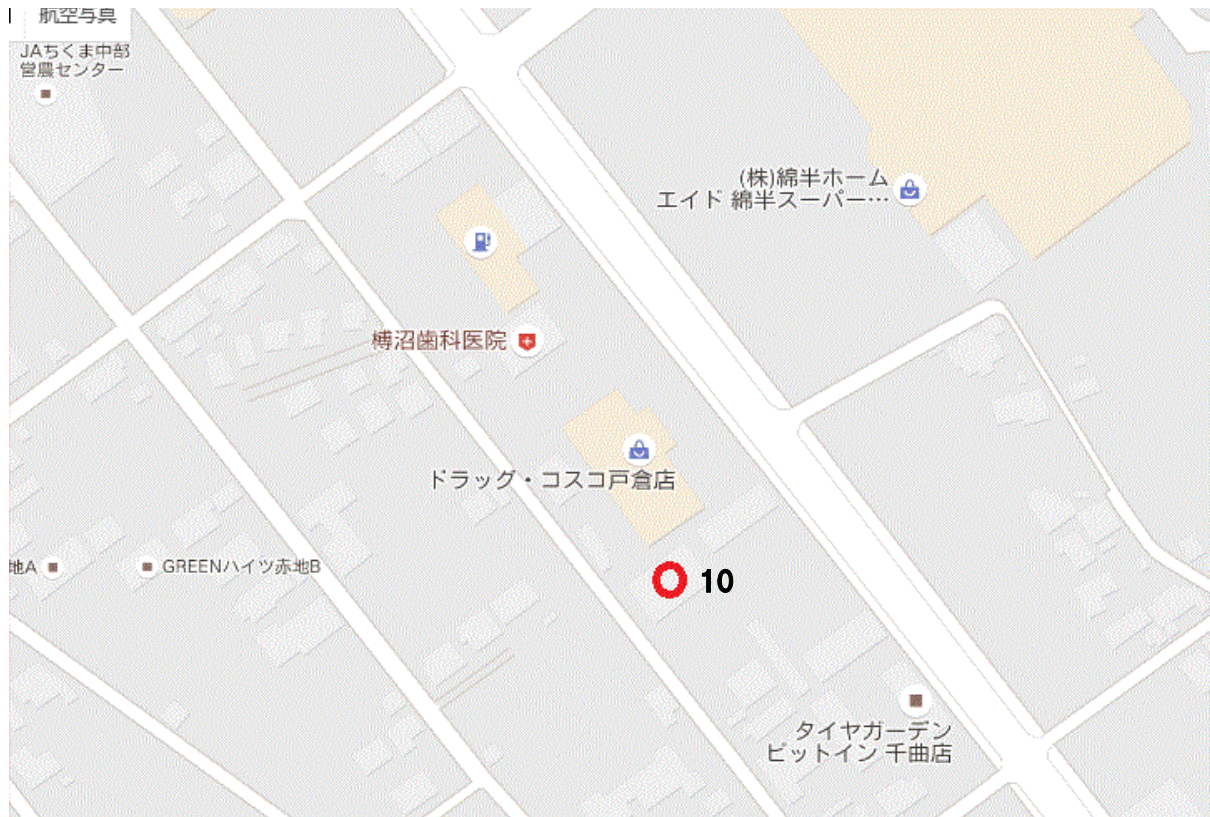 航空写真
JAちくま中部
営農センター
(株)綿半ホーム
エイド 綿半スーパー…
榑沼歯科医院
ドラッグ・コスコ戸倉店
地A
GREENハイツ赤地B
10
タイヤガーデン
ピットイン 千曲店